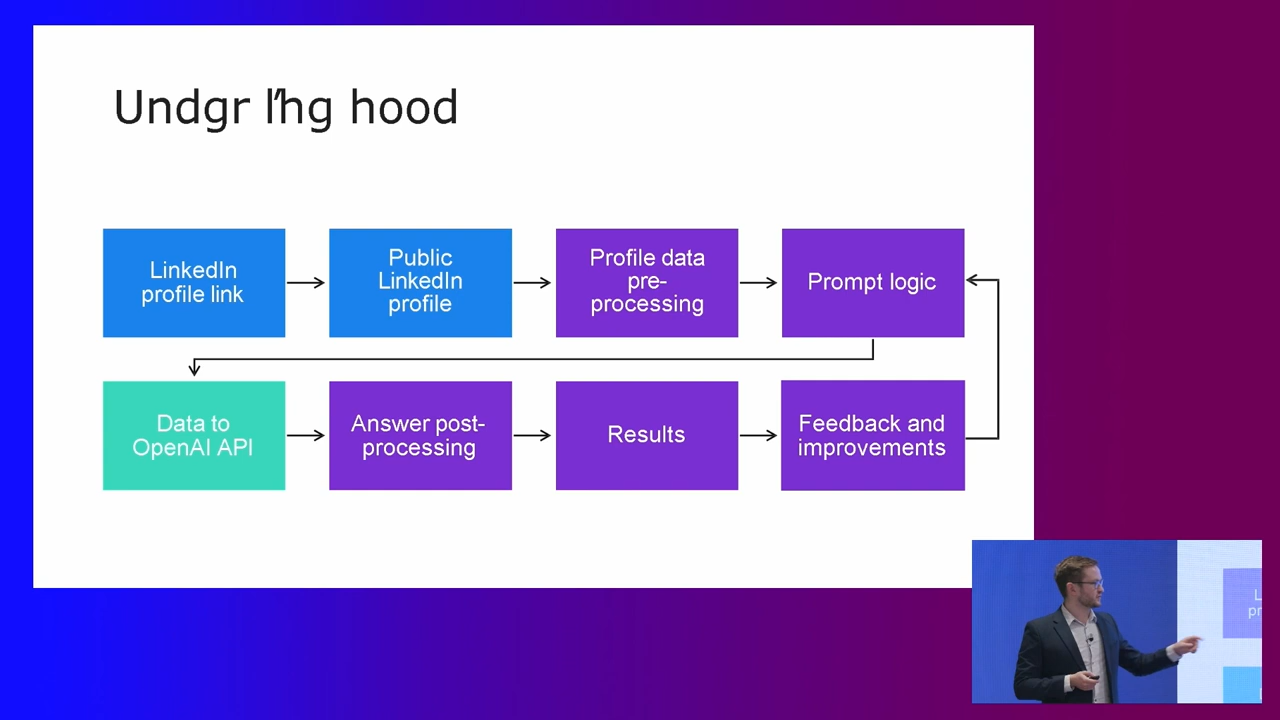 Undgr l’hg hood
LinkedIn
profile link
Public
LinkedIn
profile
Profile data
pre-
processing
Prompt logic
Data to
OpenAI API
Answer post-
processing
Results
Feedback and
improvements